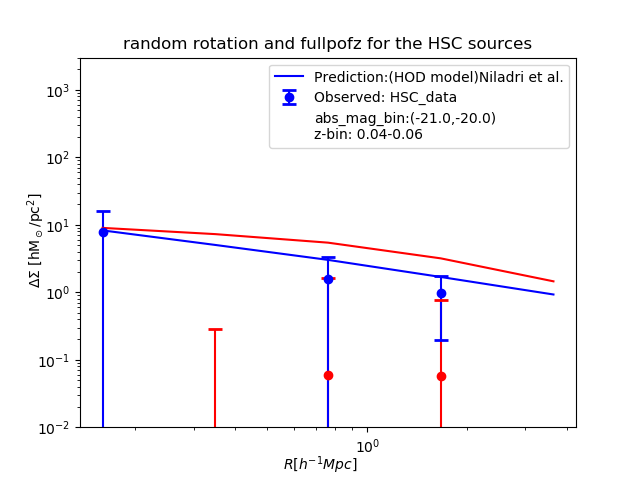 random rotation and fullpofz for the HSC sources
Prediction:(HOD model)Niladri et al.
Observed: HSC_data
abs_mag_bin:(-21.0,-20.0)
z-bin: 0.04-0.06
10³
10²
10¹
10⁰
10⁻¹
10⁻²
ΔΣ [hM☉/pc²]
10⁰
R[h⁻¹Mpc]